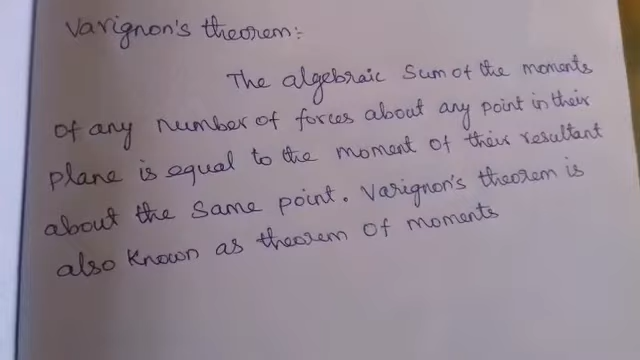 Varignon's theorem:-
The algebraic sum of the moments
of any number of forces about any point in their
plane is equal to the moment of their resultant
about the same point. Varignon's theorem is
also known as theorem of moments